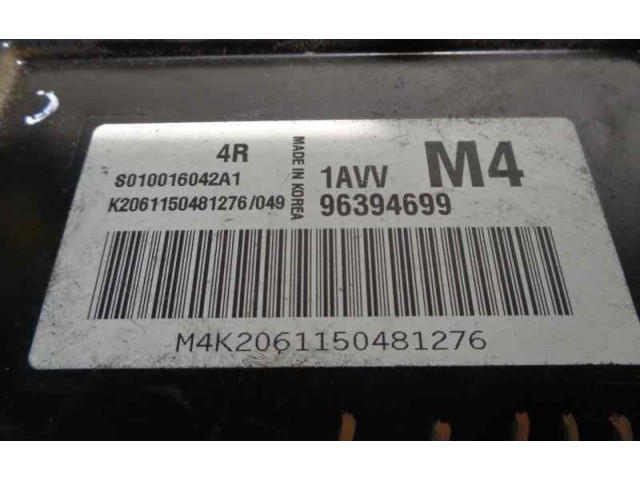 4R
S010016042A1
K2061150481276/049
MADE IN KOREA
1AVV M4
96394699
M4K2061150481276